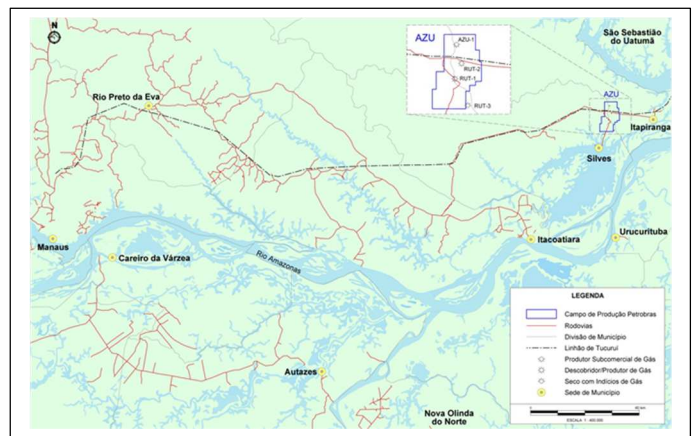 N
São Sebastião
do Uatumã
AZU
AZU-1
RUT-2
RUT-1
RUT-3
Rio Preto da Eva
AZU
Itapiranga
Silves
Manaus
Careiro da Várzea
Rio Amazonas
Itacoatiara
Urucurituba
Autazes
Nova Olinda
do Norte
LEGENDA
Campo de Produção Petrobras
Rodovias
Divisão de Município
Linhão de Tucuruí
Produtor Subcomercial de Gás
Descobridor/Produtor de Gás
Seco com Indícios de Gás
Sede de Município